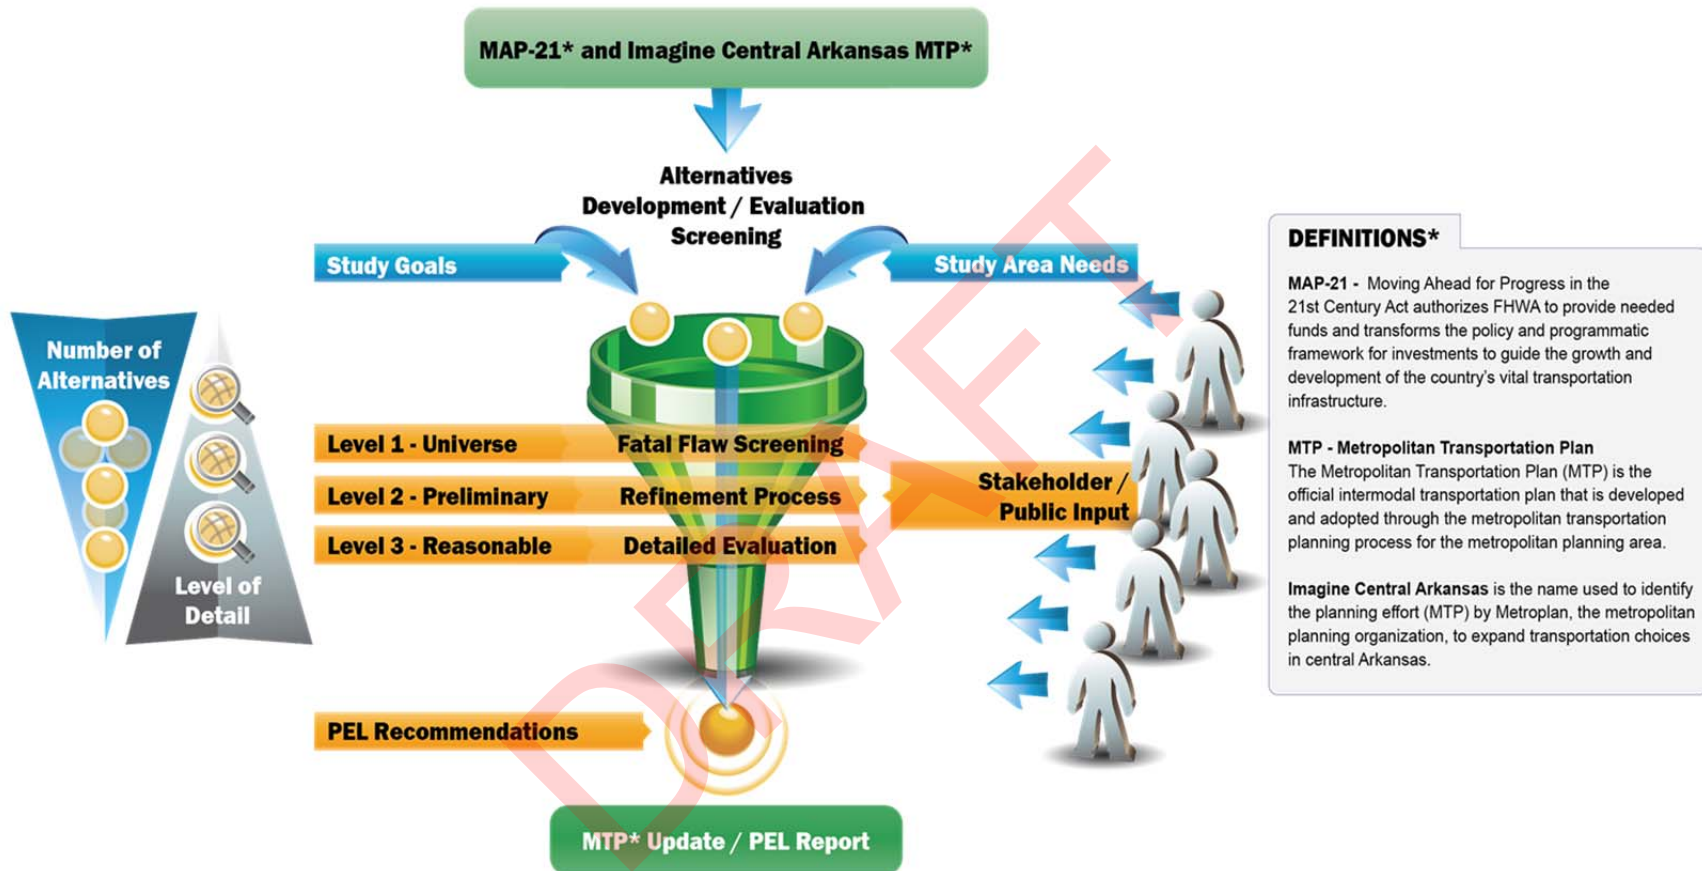 MAP-21* and Imagine Central Arkansas MTP*
Alternatives
Development / Evaluation
Screening
Study Goals
Study Area Needs
Number of
Alternatives
Level of
Detail
Level 1 - Universe
Fatal Flaw Screening
Level 2 - Preliminary
Refinement Process
Level 3 - Reasonable
Detailed Evaluation
Stakeholder /
Public Input
PEL Recommendations
MTP* Update / PEL Report
DEFINITIONS*
MAP-21 - Moving Ahead for Progress in the
21st Century Act authorizes FHWA to provide needed
funds and transforms the policy and programmatic
framework for investments to guide the growth and
development of the country's vital transportation
infrastructure.
MTP - Metropolitan Transportation Plan
The Metropolitan Transportation Plan (MTP) is the
official intermodal transportation plan that is developed
and adopted through the metropolitan transportation
planning process for the metropolitan planning area.
Imagine Central Arkansas is the name used to identify
the planning effort (MTP) by Metroplan, the metropolitan
planning organization, to expand transportation choices
in central Arkansas.
DRAFT